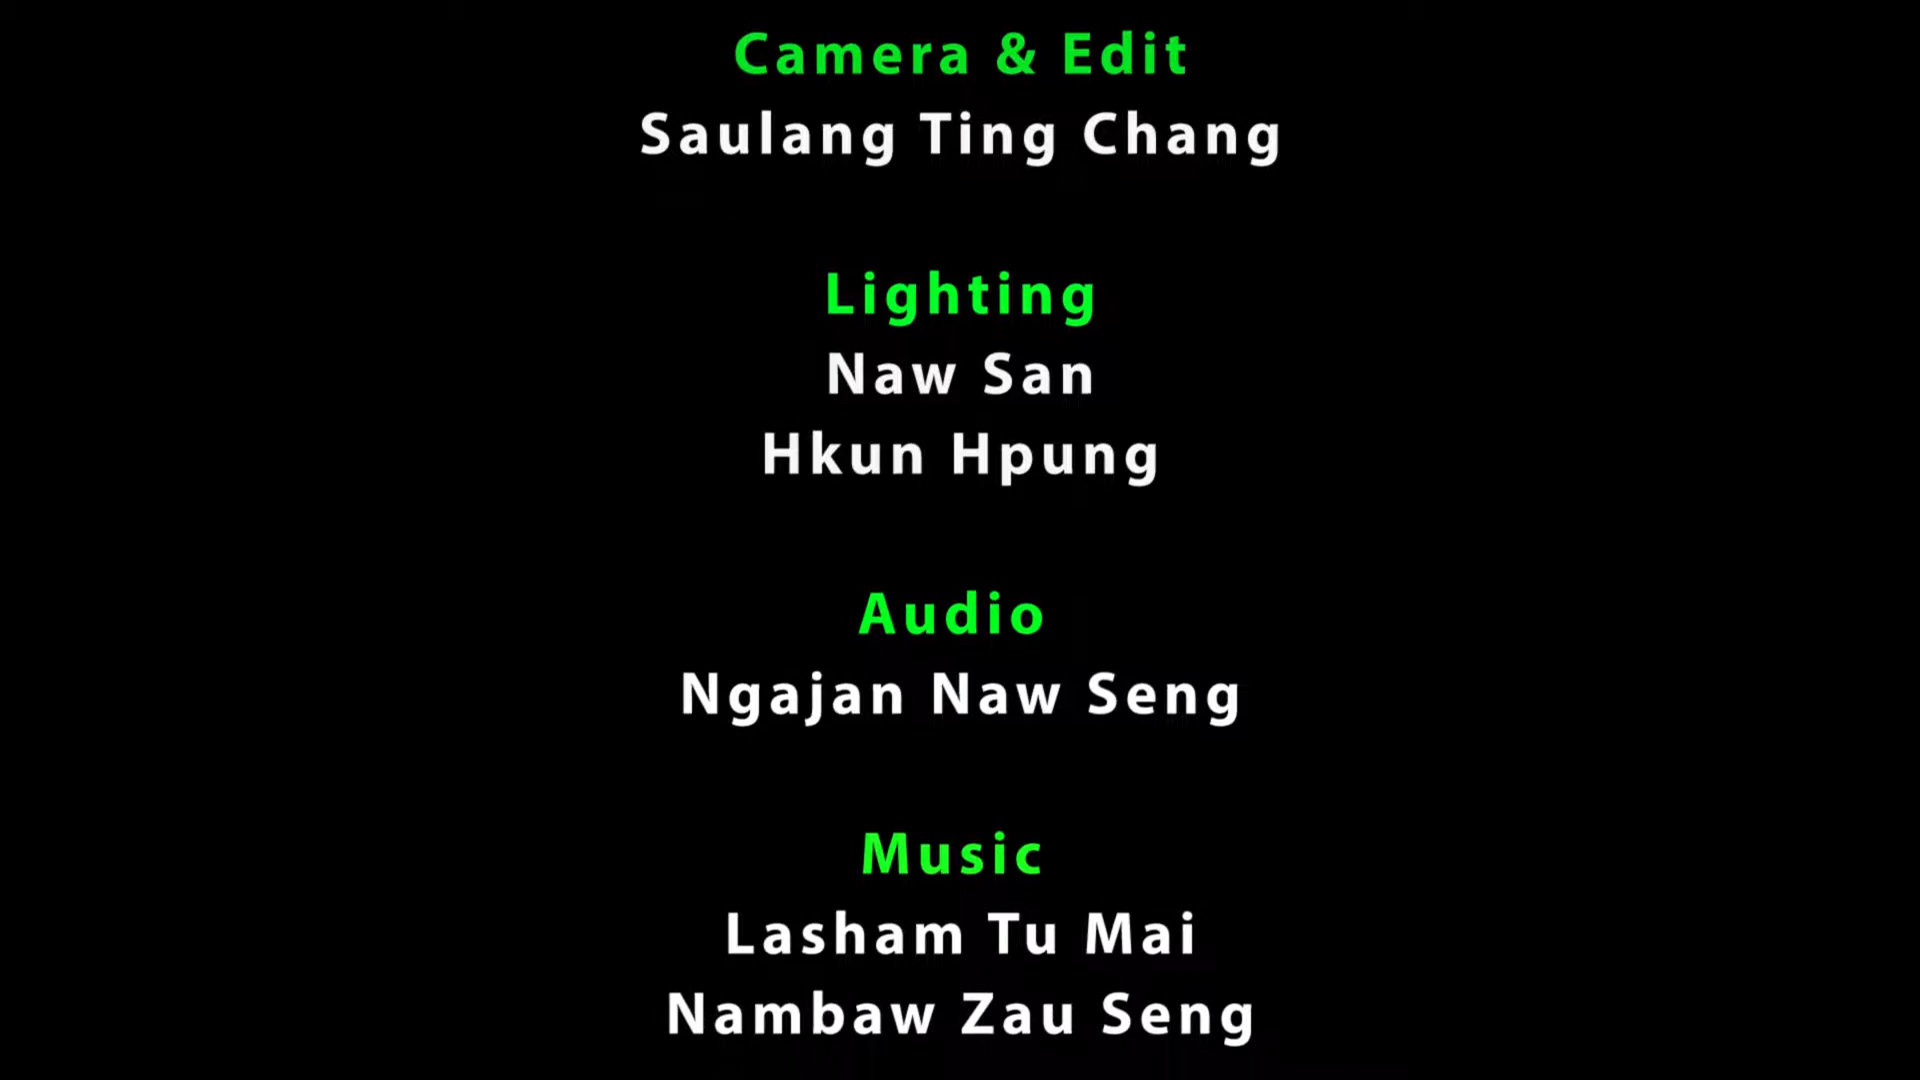 Camera & Edit
Saulang Ting Chang
Lighting
Naw San
Hkun Hpung
Audio
Ngajan Naw Seng
Music
Lasham Tu Mai
Nambaw Zau Seng